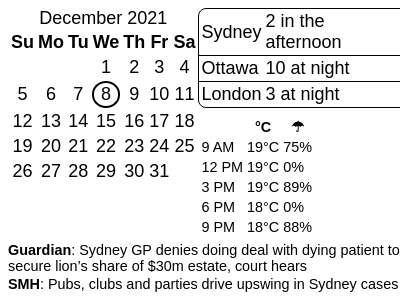 December 2021
Su Mo Tu We Th Fr Sa
1 2 3 4
5 6 7 8 9 10 11
12 13 14 15 16 17 18
19 20 21 22 23 24 25
26 27 28 29 30 31
Sydney 2 in the afternoon
Ottawa 10 at night
London 3 at night
°C ☂
9 AM 19°C 75%
12 PM 19°C 0%
3 PM 19°C 89%
6 PM 18°C 0%
9 PM 18°C 88%
Guardian: Sydney GP denies doing deal with dying patient to
secure lion’s share of $30m estate, court hears
SMH: Pubs, clubs and parties drive upswing in Sydney cases